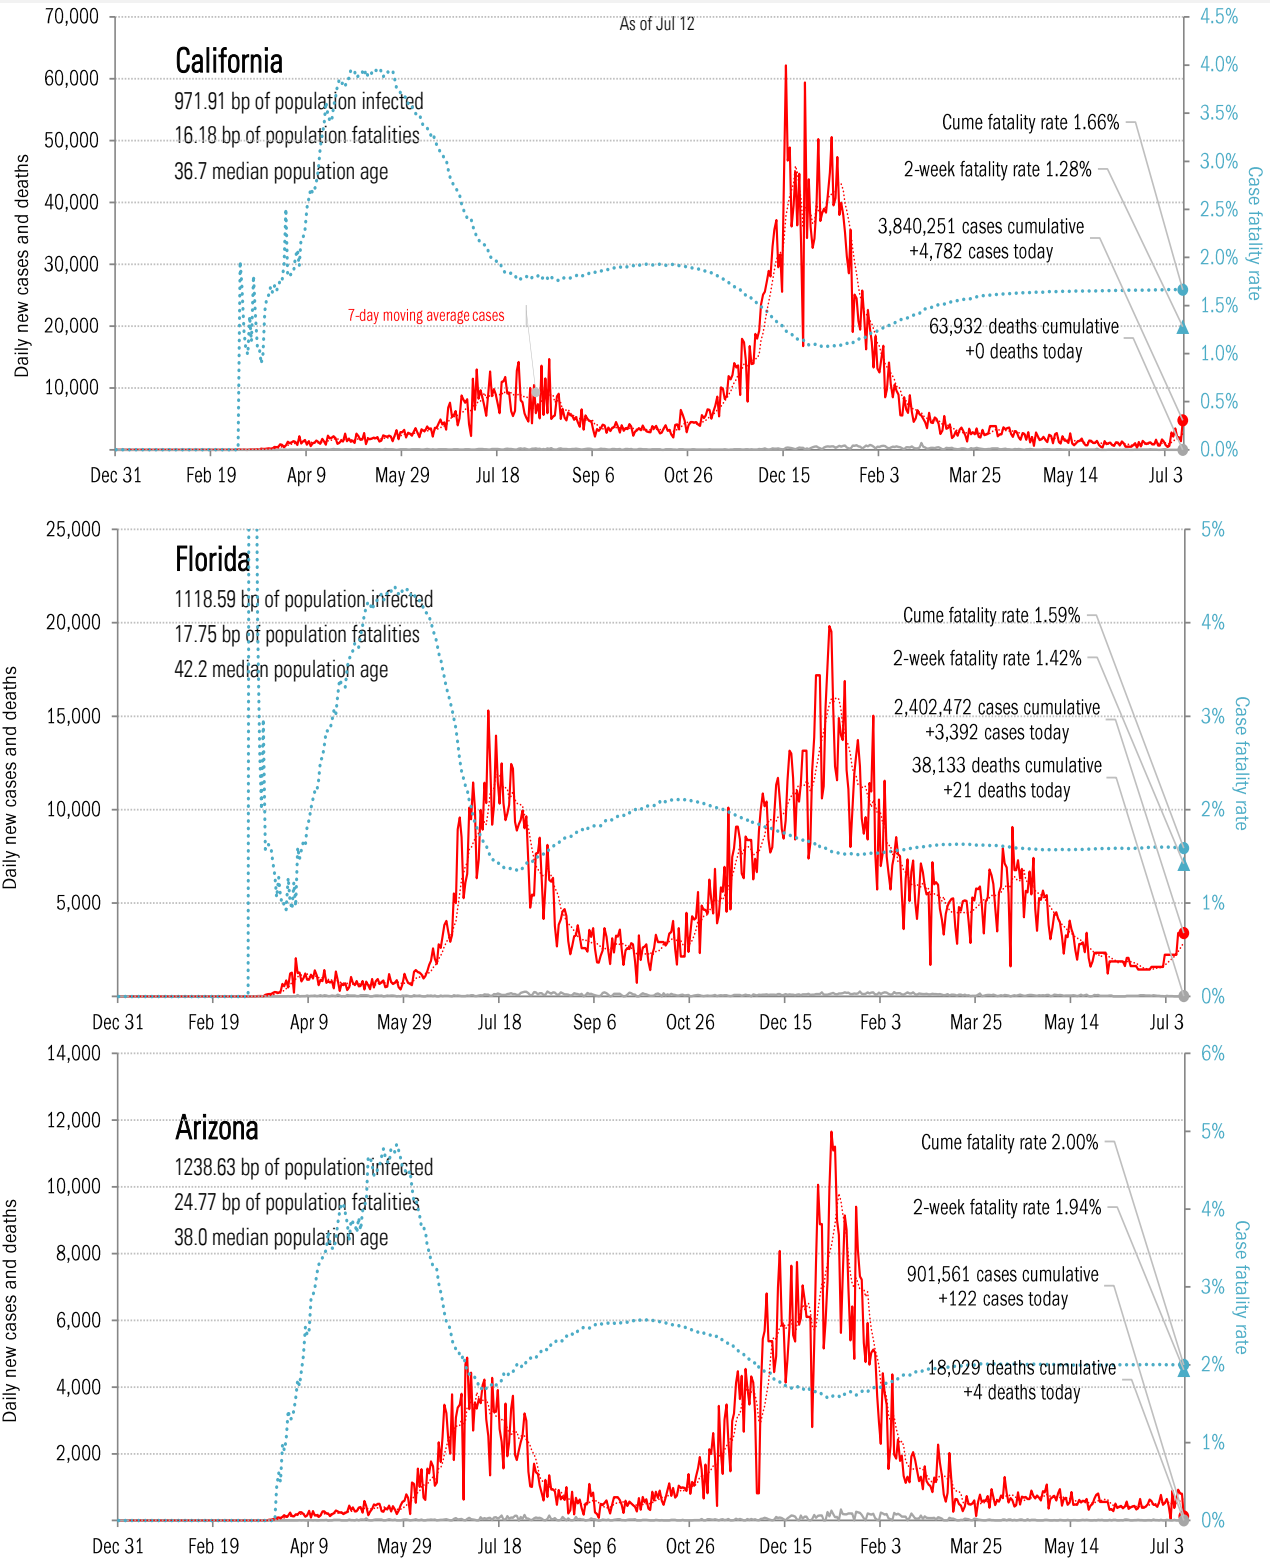 As of Jul 12
70,000
60,000
50,000
40,000
30,000
20,000
10,000
Daily new cases and deaths
California
971.91 bp of population infected
16.18 bp of population fatalities
36.7 median population age
7-day moving average cases
Cume fatality rate 1.66%
2-week fatality rate 1.28%
3,840,251 cases cumulative
+4,782 cases today
63,932 deaths cumulative
+0 deaths today
4.5%
4.0%
3.5%
3.0%
2.5%
2.0%
1.5%
1.0%
0.5%
0.0%
Case fatality rate
Dec 31 Feb 19 Apr 9 May 29 Jul 18 Sep 6 Oct 26 Dec 15 Feb 3 Mar 25 May 14 Jul 3
25,000
20,000
15,000
10,000
5,000
Daily new cases and deaths
Florida
1118.59 bp of population infected
17.75 bp of population fatalities
42.2 median population age
Cume fatality rate 1.59%
2-week fatality rate 1.42%
2,402,472 cases cumulative
+3,392 cases today
38,133 deaths cumulative
+21 deaths today
5%
4%
3%
2%
1%
0%
Case fatality rate
Dec 31 Feb 19 Apr 9 May 29 Jul 18 Sep 6 Oct 26 Dec 15 Feb 3 Mar 25 May 14 Jul 3
14,000
12,000
10,000
8,000
6,000
4,000
2,000
Daily new cases and deaths
Arizona
1238.63 bp of population infected
24.77 bp of population fatalities
38.0 median population age
Cume fatality rate 2.00%
2-week fatality rate 1.94%
901,561 cases cumulative
+122 cases today
18,029 deaths cumulative
+4 deaths today
6%
5%
4%
3%
2%
1%
0%
Case fatality rate
Dec 31 Feb 19 Apr 9 May 29 Jul 18 Sep 6 Oct 26 Dec 15 Feb 3 Mar 25 May 14 Jul 3